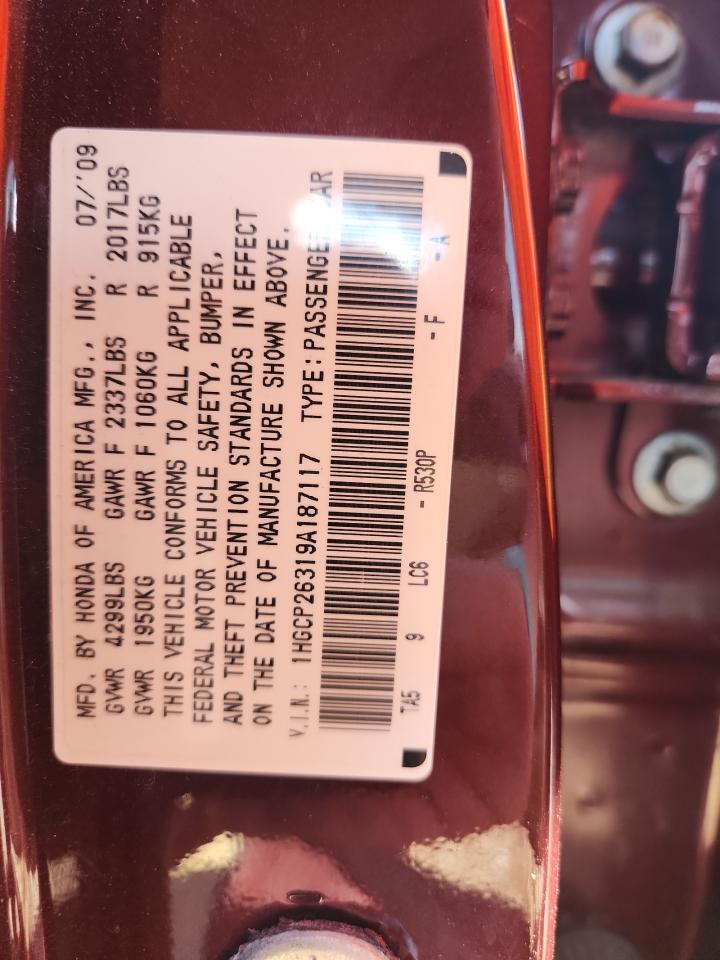 MFD. BY HONDA OF AMERICA MFG., INC. 07/'09
GVWR 4299LBS GAWR F 2337LBS R 2017LBS
GVWR 1950KG GAWR F 1060KG R 915KG
THIS VEHICLE CONFORMS TO ALL APPLICABLE
FEDERAL MOTOR VEHICLE SAFETY, BUMPER,
AND THEFT PREVENTION STANDARDS IN EFFECT
ON THE DATE OF MANUFACTURE SHOWN ABOVE.
V.I.N.: 1HGCP26319A187117 TYPE: PASSENGER CAR
TA5 9 LC6 - R530P - F - A